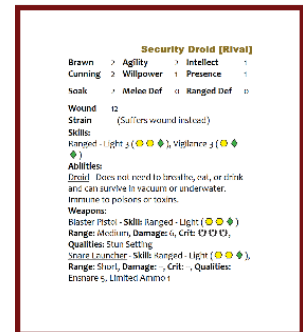 Security Droid [Rival]
Brawn 2 Agility 2 Intellect 1
Cunning 2 Willpower 1 Presence 1
Soak 2 Melee Def 0 Ranged Def 0
Wound 12
Strain (Suffers wound instead)
Skills:
Ranged - Light 3 ( ), Vigilance 3 (
)
Abilities:
Droid Does not need to breathe, eat, or drink
and can survive in vacuum or underwater.
Immune to poisons or toxins.
Weapons:
Blaster Pistol - Skill: Ranged - Light ( )
Range: Medium, Damage: 6, Crit: ,
Qualities: Stun Setting
Snare Launcher - Skill: Ranged - Light ( ),
Range: Short, Damage: -, Crit: -, Qualities:
Ensnare 5, Limited Ammo 1